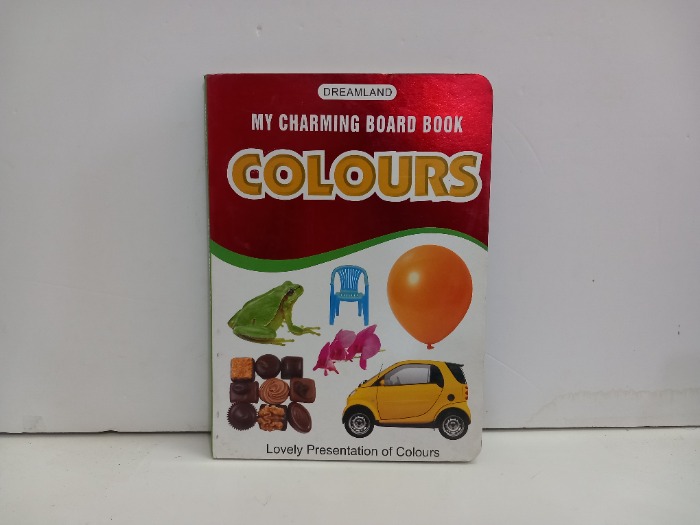 DREAMLAND
MY CHARMING BOARD BOOK
COLOURS
Lovely Presentation of Colours